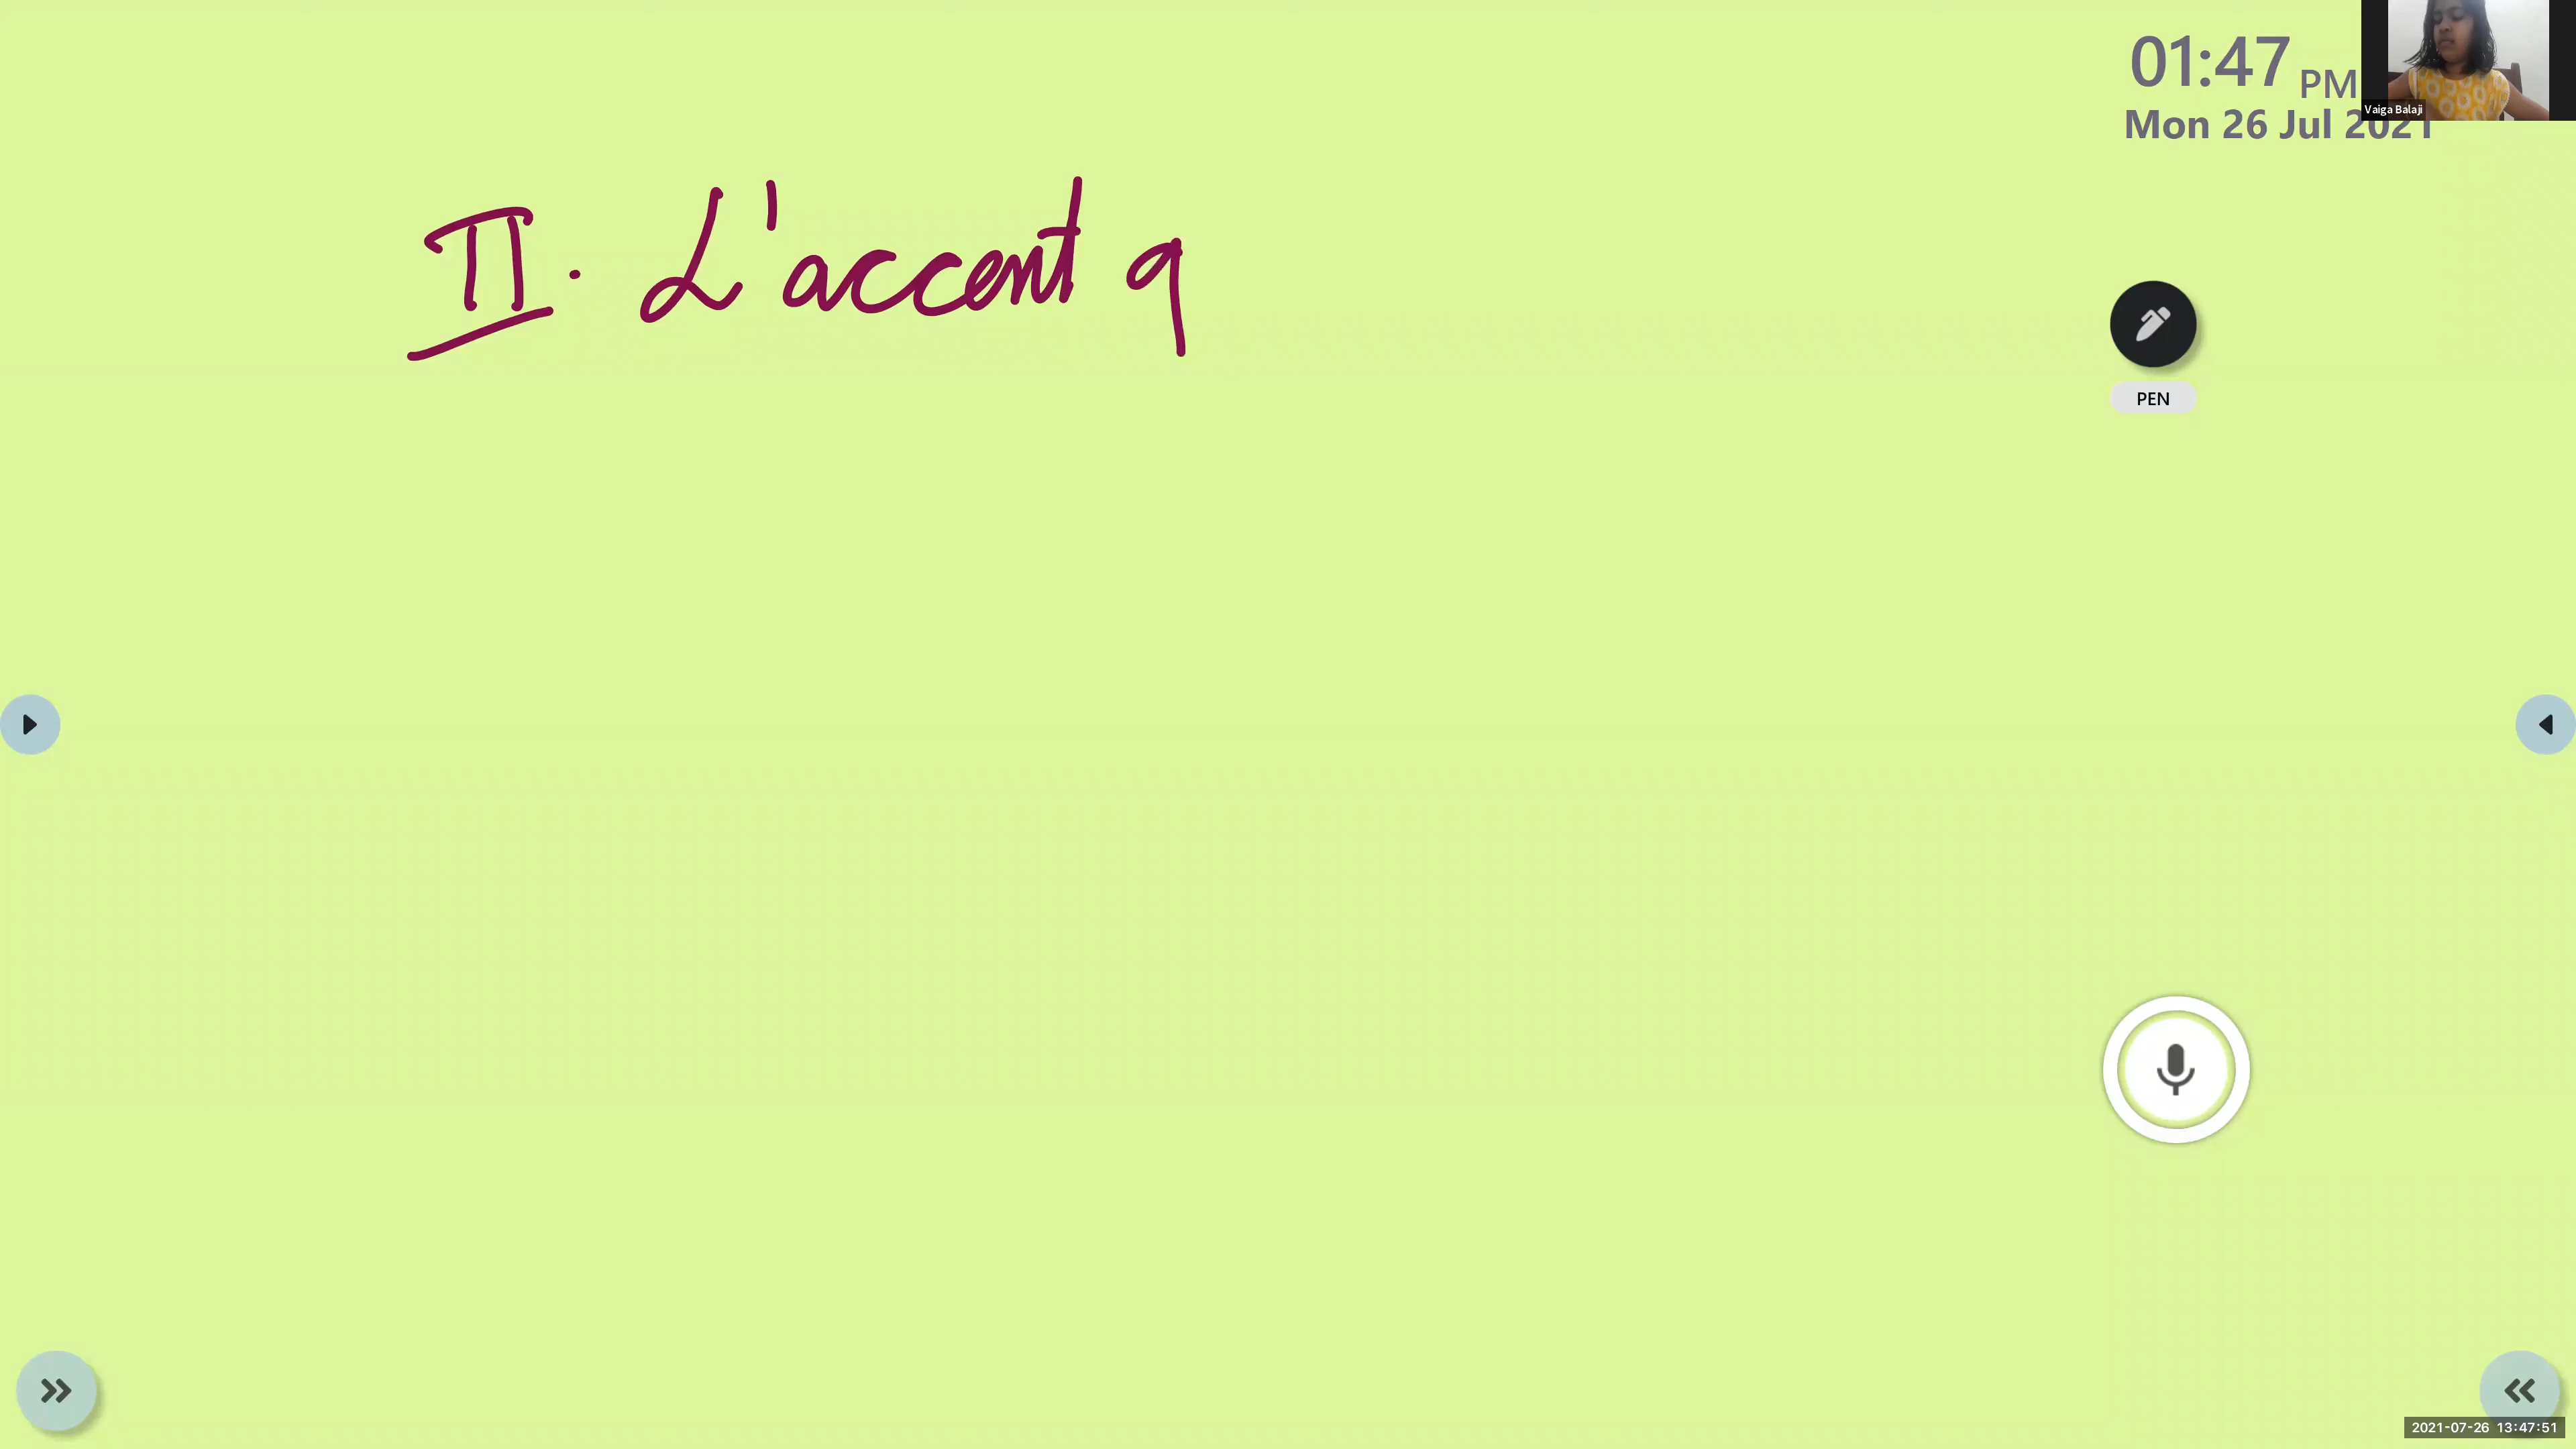 01:47 PM
Vaiga Balaji
Mon 26 Jul 2021
II. L'accent g
PEN
2021-07-26 13:47:51